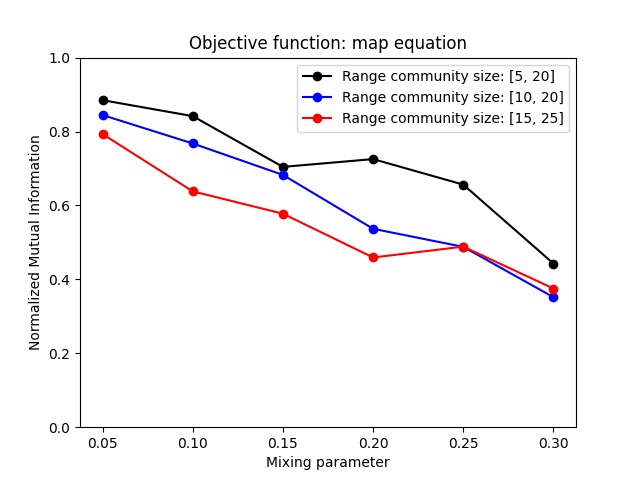 Objective function: map equation
Range community size: [5, 20]
Range community size: [10, 20]
Range community size: [15, 25]
Normalized Mutual Information
1.0
0.8
0.6
0.4
0.2
0.0
0.05 0.10 0.15 0.20 0.25 0.30
Mixing parameter